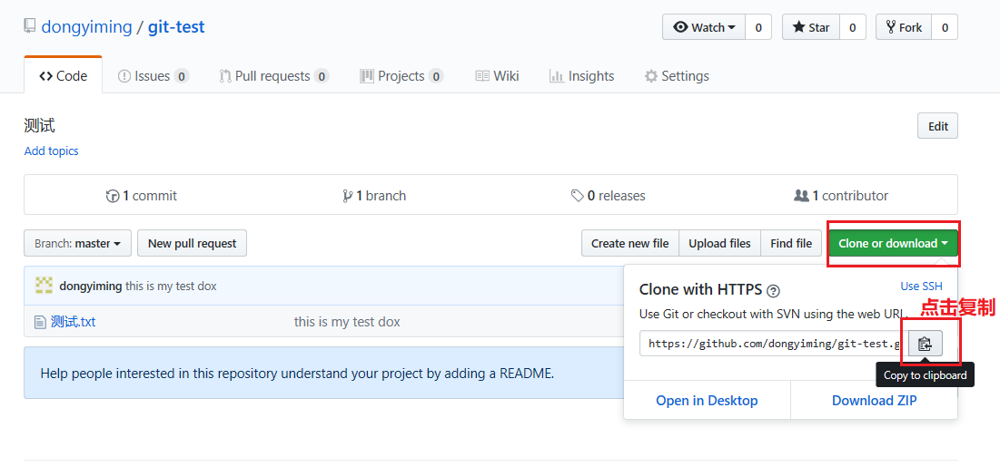 dongyiming / git-test
Watch 0 Star 0 Fork 0
Code Issues 0 Pull requests 0 Projects 0 Wiki Insights Settings
测试
Edit
Add topics
1 commit 1 branch 0 releases 1 contributor
Branch: master New pull request Create new file Upload files Find file Clone or download
dongyiming this is my test dox
测试.txt this is my test dox
Help people interested in this repository understand your project by adding a README.
Clone with HTTPS ? Use SSH
Use Git or checkout with SVN using the web URL.
点击复制
https://github.com/dongyiming/git-test.g
Copy to clipboard
Open in Desktop Download ZIP